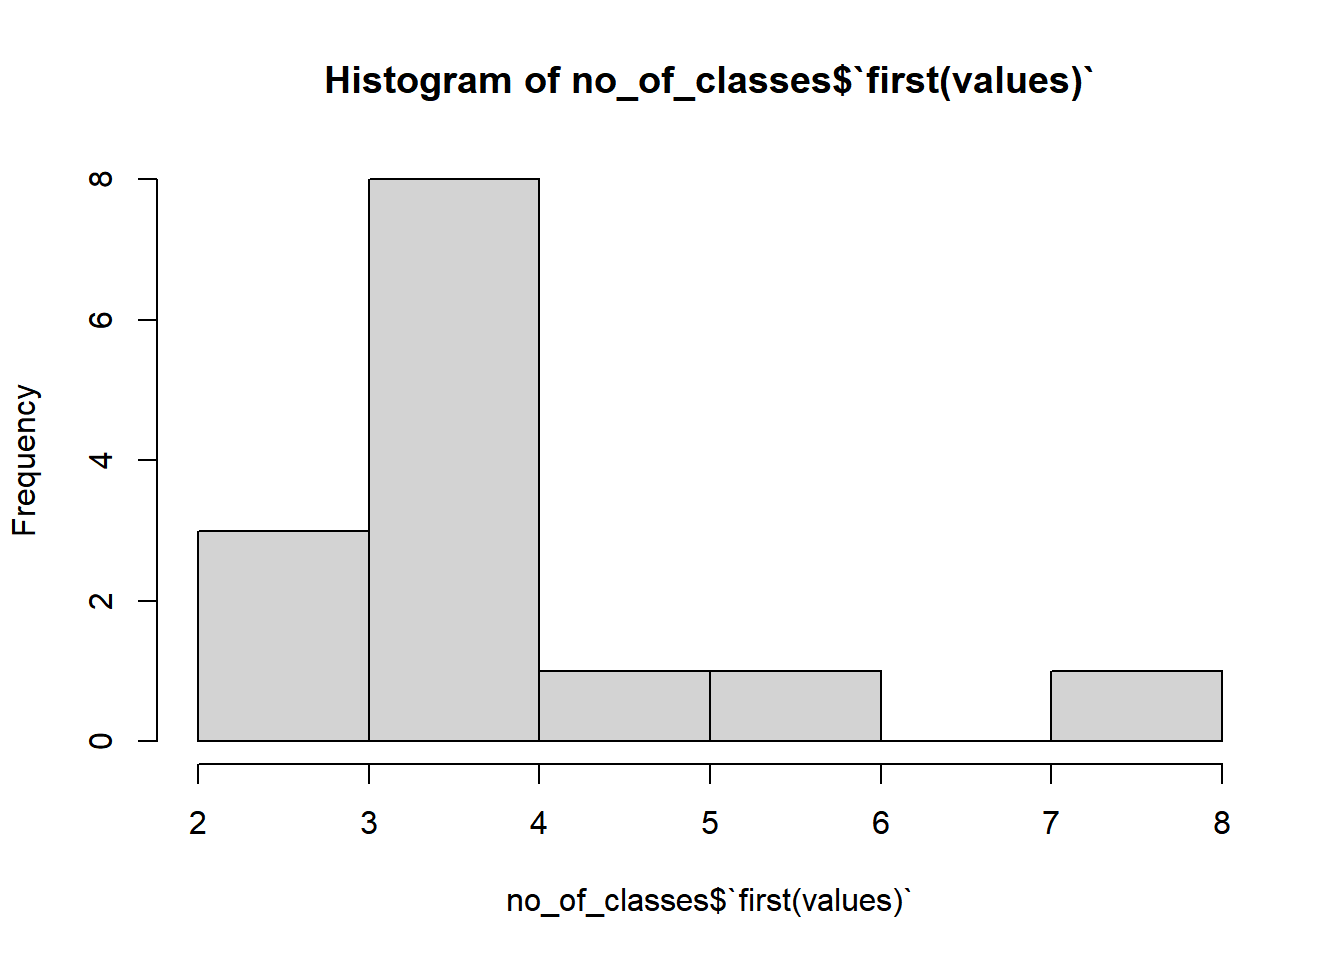 Histogram of no_of_classes$`first(values)`
Frequency
8
6
4
2
0
2 3 4 5 6 7 8
no_of_classes$`first(values)`